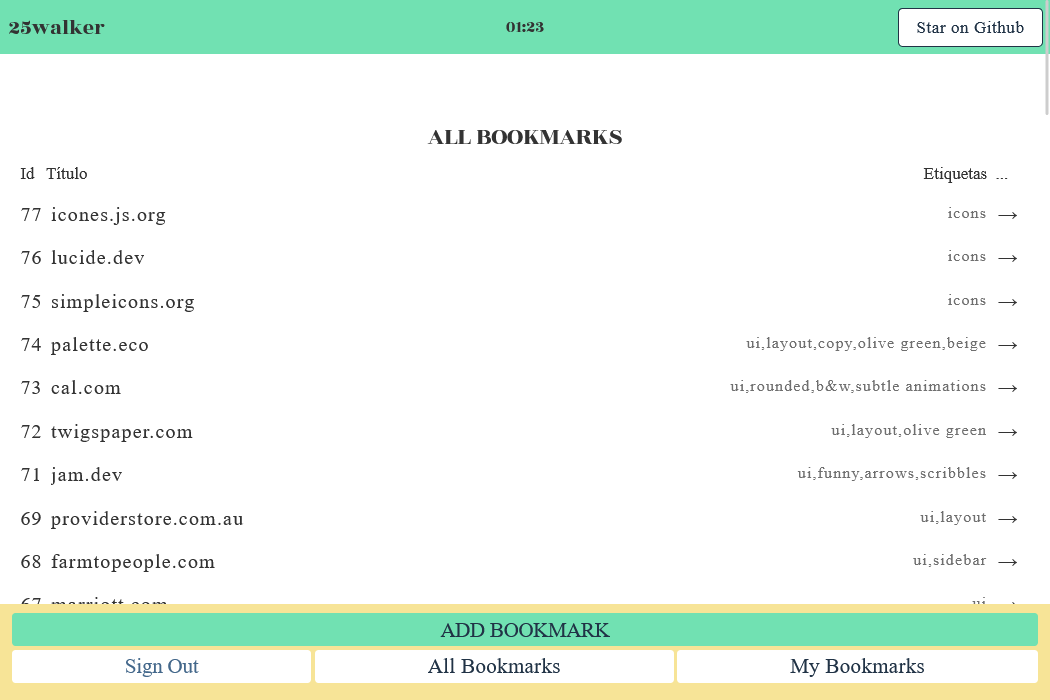 25walker 01:23 Star on Github
ALL BOOKMARKS
Id Título Etiquetas ...
77 icones.js.org icons →
76 lucide.dev icons →
75 simpleicons.org icons →
74 palette.eco ui,layout,copy,olive green,beige →
73 cal.com ui,rounded,b&w,subtle animations →
72 twigspaper.com ui,layout,olive green →
71 jam.dev ui,funny,arrows,scribbles →
69 providerstore.com.au ui,layout →
68 farmtopeople.com ui,sidebar →
67 marriott.com ui →
ADD BOOKMARK
Sign Out All Bookmarks My Bookmarks